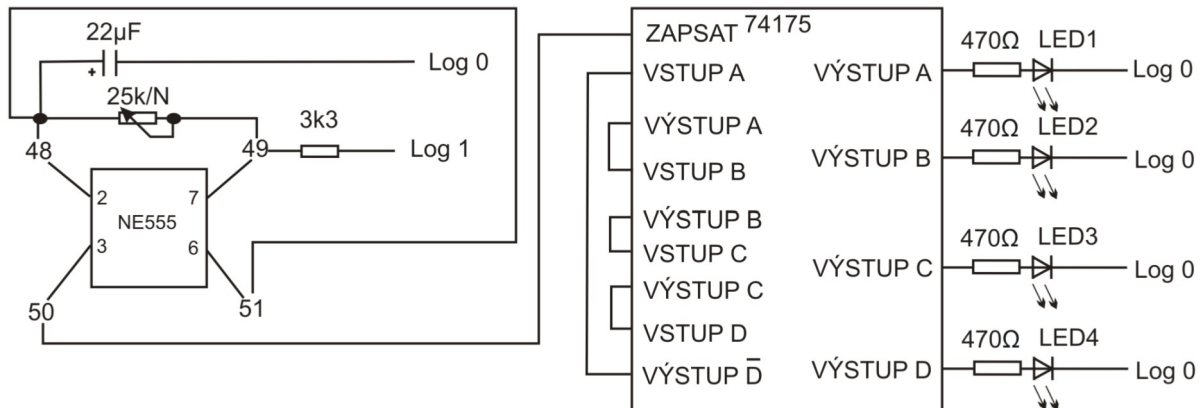 22µF
+
Log 0
25k/N
3k3
48
49
Log 1
2
7
NE555
3
6
50
51
74175
ZAPSAT
VSTUP A
VÝSTUP A
VSTUP B
VÝSTUP B
VSTUP C
VÝSTUP C
VSTUP D
VÝSTUP D̅
VÝSTUP A
470Ω LED1
Log 0
VÝSTUP B
470Ω LED2
Log 0
VÝSTUP C
470Ω LED3
Log 0
VÝSTUP D
470Ω LED4
Log 0